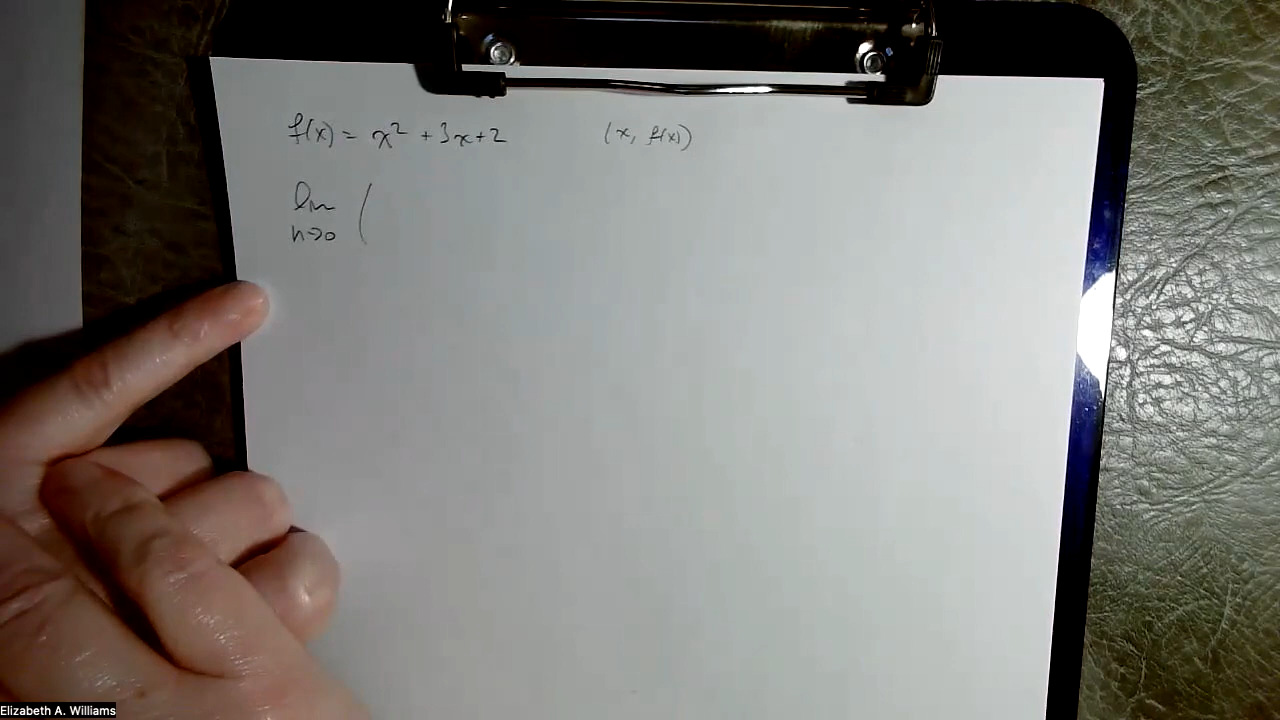 f(x) = x² + 3x+2 (x, f(x))
lim (
h→0
Elizabeth A. Williams